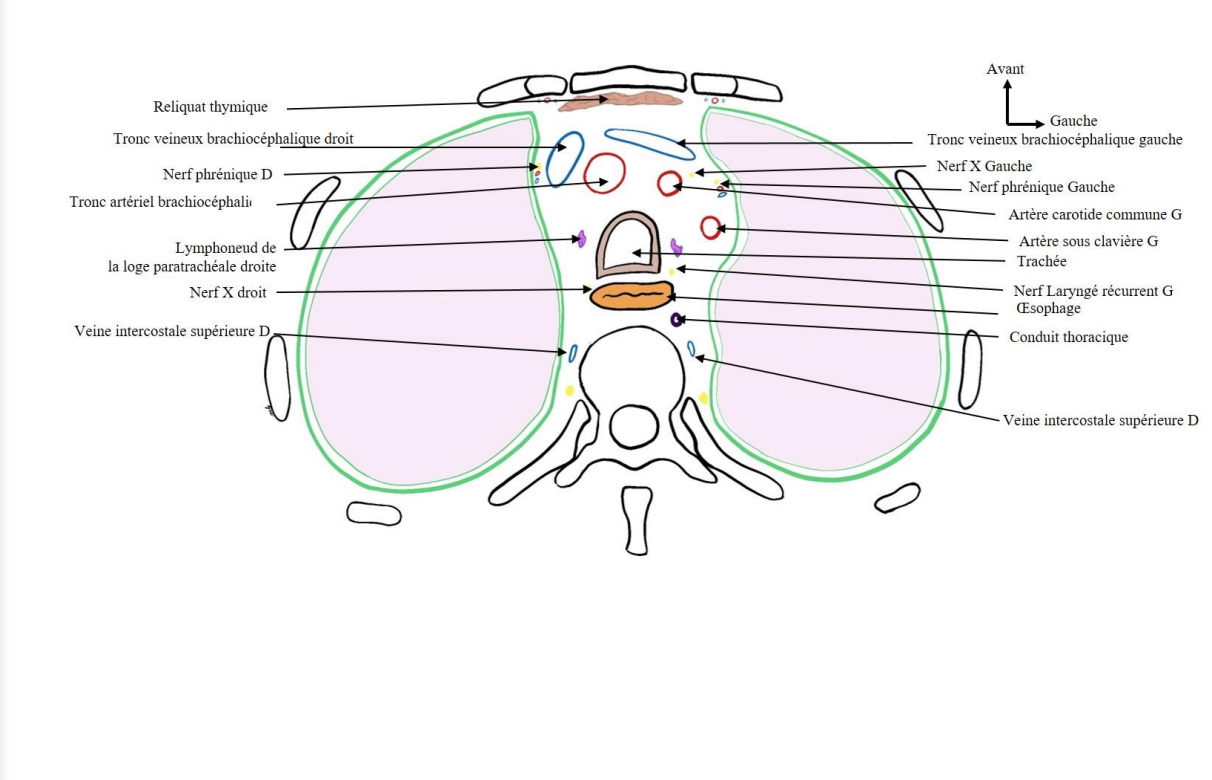 Avant
Gauche
Reliquat thymique
Tronc veineux brachiocéphalique droit
Nerf phrénique D
Tronc artériel brachiocéphalic
Lymphoneud de
la loge paratrachéale droite
Nerf X droit
Veine intercostale supérieure D
Tronc veineux brachiocéphalique gauche
Nerf X Gauche
Nerf phrénique Gauche
Artère carotide commune G
Artère sous clavière G
Trachée
Nerf Laryngé récurrent G
Œsophage
Conduit thoracique
Veine intercostale supérieure D